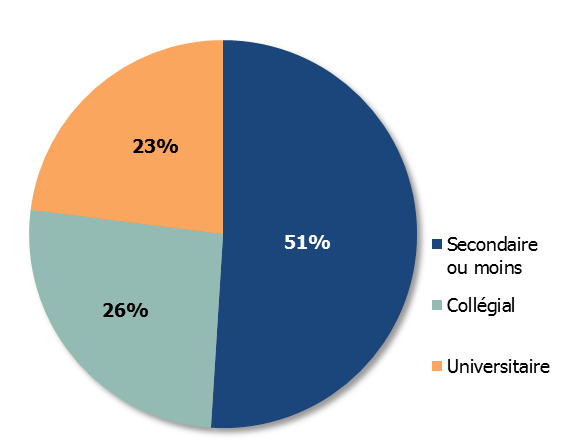 23%
51%
26%
Secondaire
ou moins
Collégial
Universitaire